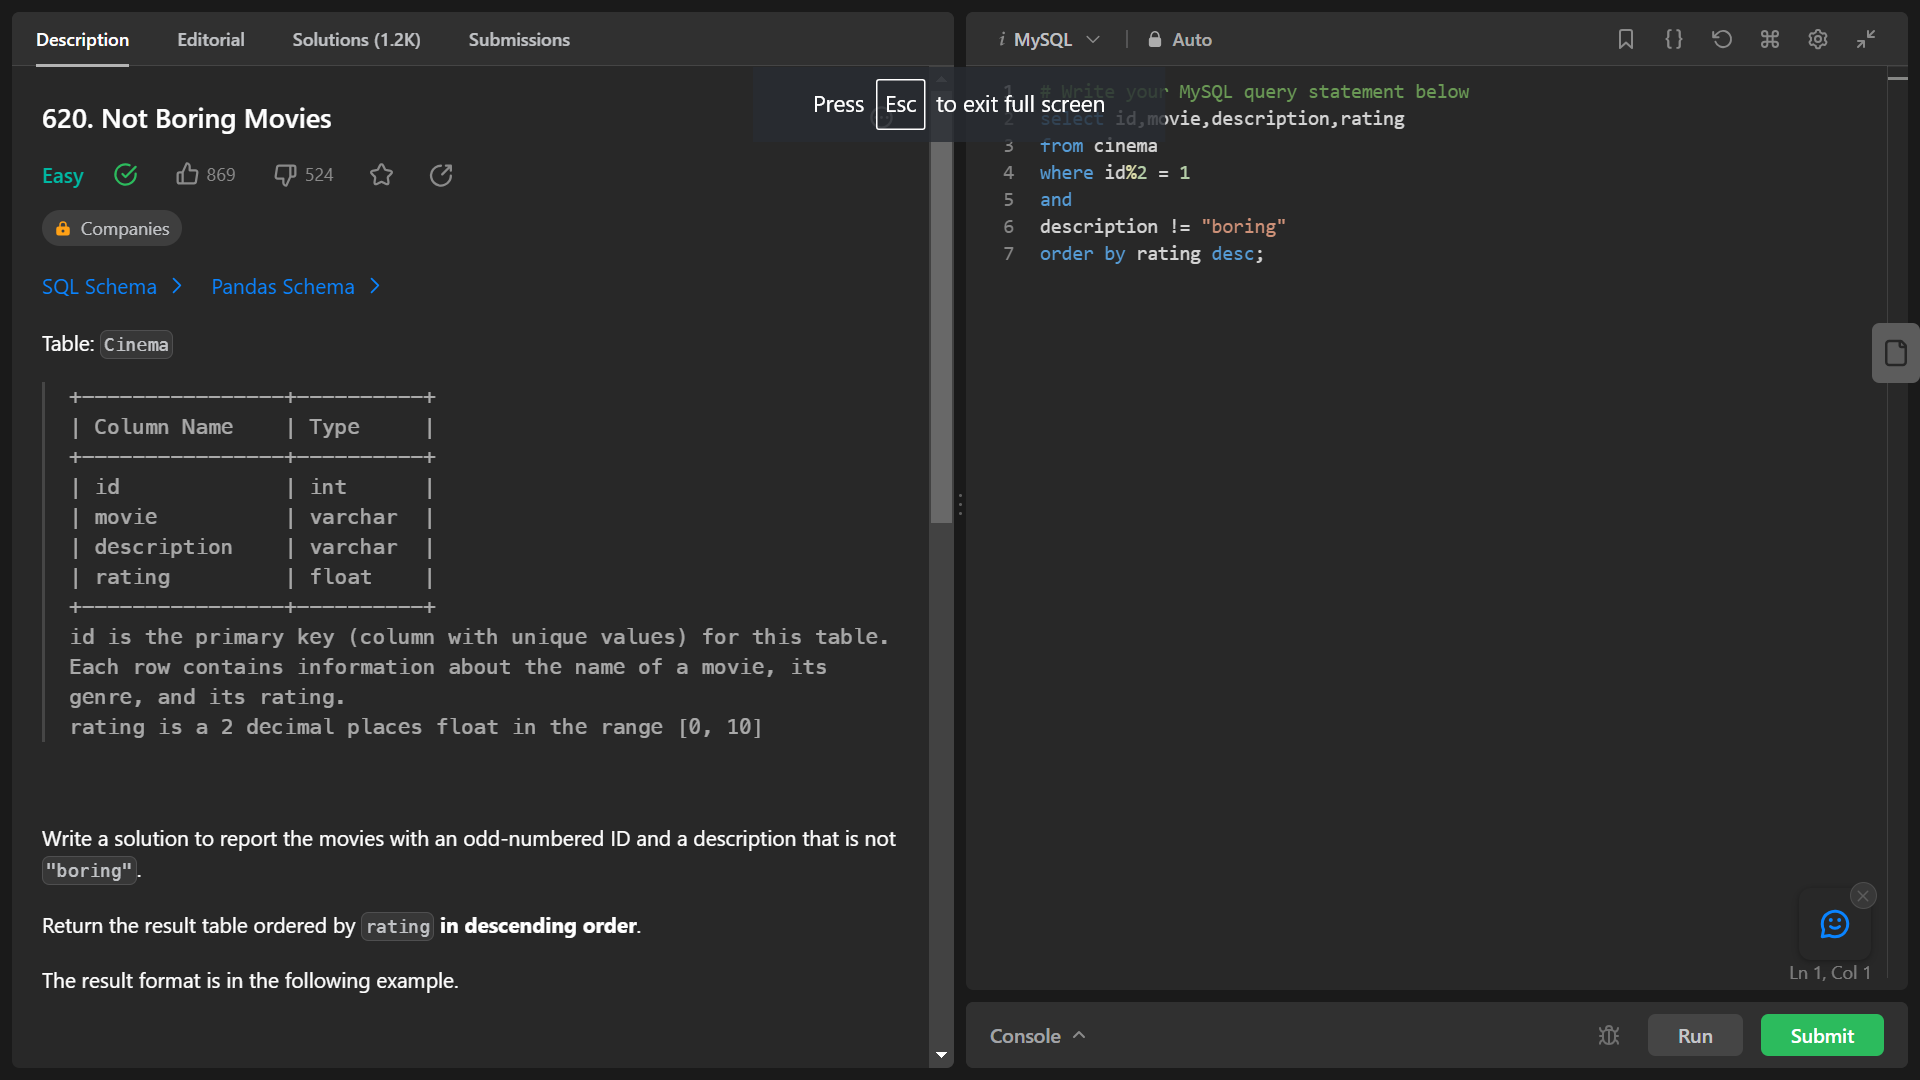 Description Editorial Solutions (1.2K) Submissions
620. Not Boring Movies
Easy 869 524
Companies
SQL Schema > Pandas Schema >
Table: Cinema
+----------------+----------+
| Column Name    | Type     |
+----------------+----------+
| id             | int      |
| movie          | varchar  |
| description    | varchar  |
| rating         | float    |
+----------------+----------+
id is the primary key (column with unique values) for this table.
Each row contains information about the name of a movie, its
genre, and its rating.
rating is a 2 decimal places float in the range [0, 10]
Write a solution to report the movies with an odd-numbered ID and a description that is not
"boring".
Return the result table ordered by rating in descending order.
The result format is in the following example.
Press Esc to exit full screen
i MySQL Auto
1 # Write your MySQL query statement below
2 select id,movie,description,rating
3 from cinema
4 where id%2 = 1
5 and
6 description != "boring"
7 order by rating desc;
Ln 1, Col 1
Console Run Submit